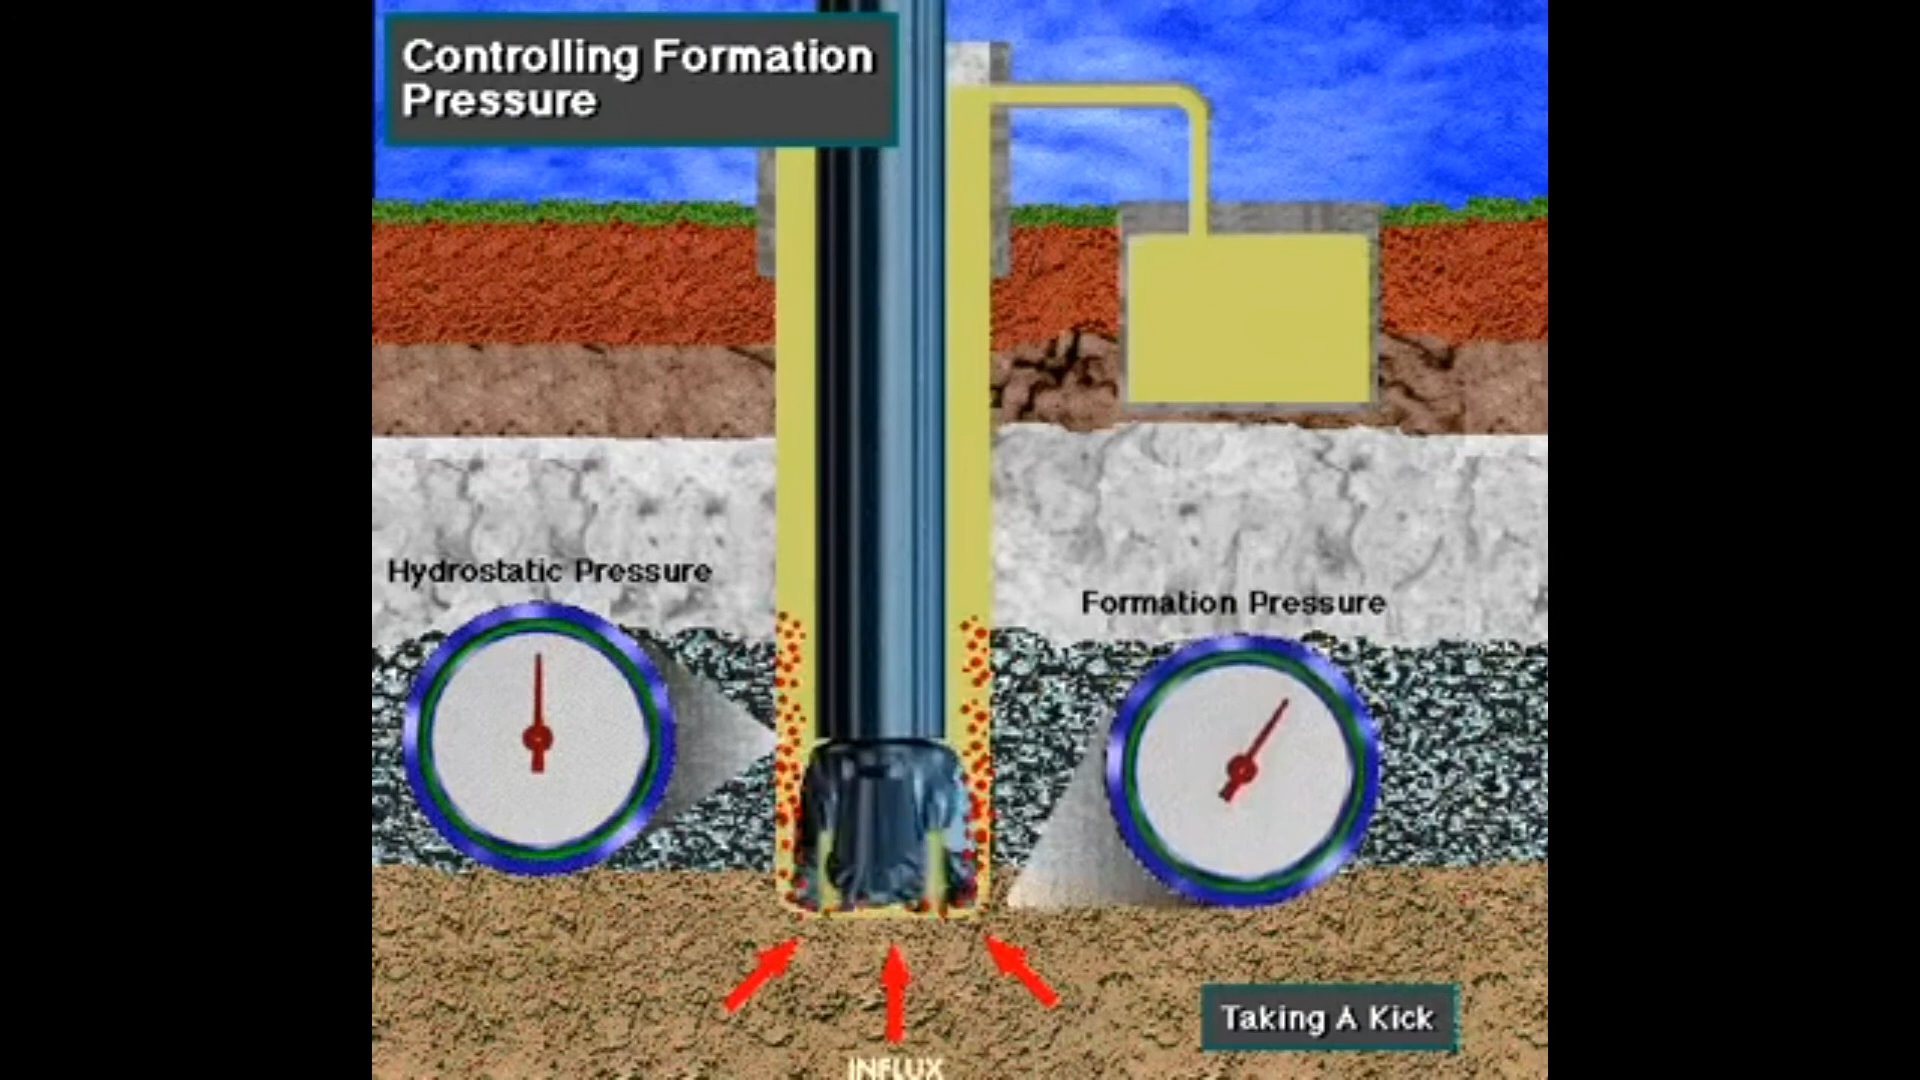 Controlling Formation
Pressure
Hydrostatic Pressure
Formation Pressure
Taking A Kick
INFLUX